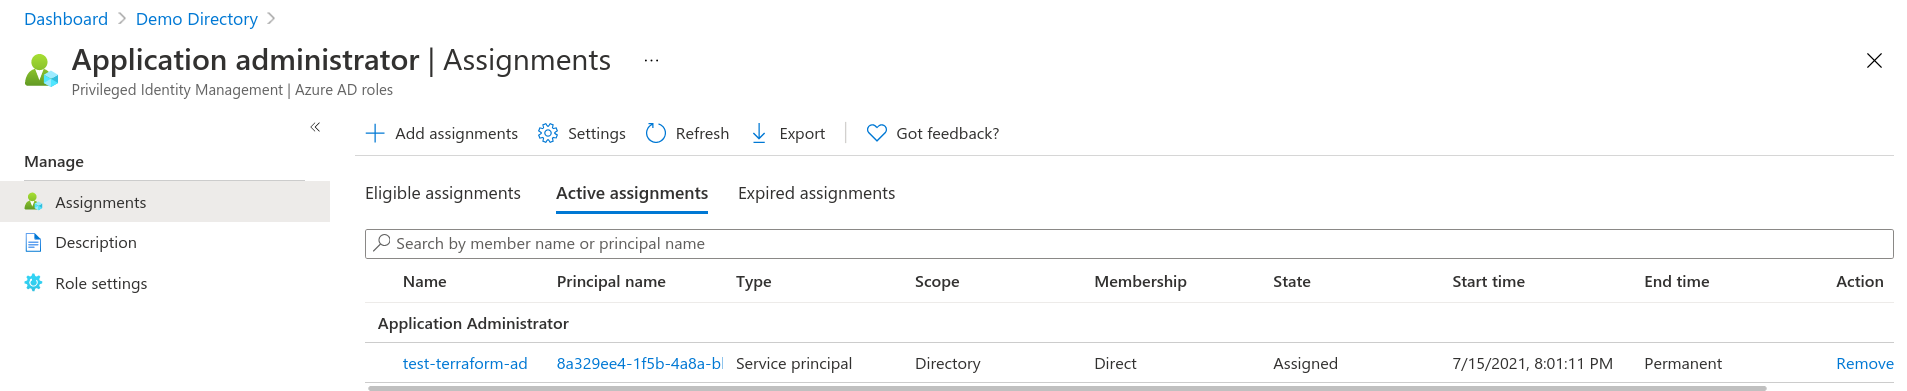 Dashboard > Demo Directory >
Application administrator | Assignments ...
Privileged Identity Management | Azure AD roles
«
Add assignments Settings Refresh Export Got feedback?
Manage
Assignments
Description
Role settings
Eligible assignments Active assignments Expired assignments
Search by member name or principal name
Name Principal name Type Scope Membership State Start time End time Action
Application Administrator
test-terraform-ad 8a329ee4-1f5b-4a8a-b Service principal Directory Direct Assigned 7/15/2021, 8:01:11 PM Permanent Remove